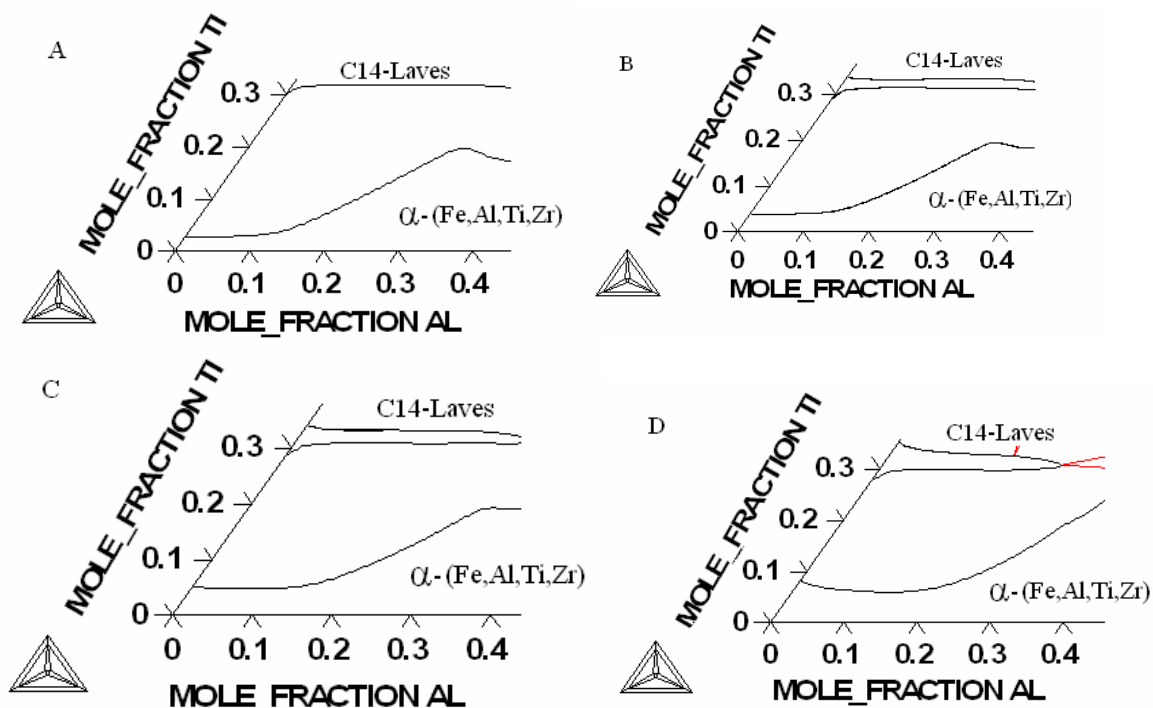 A
MOLE_FRACTION TI
C14-Laves
0.3
0.2
0.1
0
α-(Fe,Al,Ti,Zr)
0 0.1 0.2 0.3 0.4
MOLE_FRACTION AL
B
MOLE_FRACTION TI
C14-Laves
0.3
0.2
0.1
0
α-(Fe,Al,Ti,Zr)
0 0.1 0.2 0.3 0.4
MOLE_FRACTION AL
C
MOLE_FRACTION TI
C14-Laves
0.3
0.2
0.1
0
α-(Fe,Al,Ti,Zr)
0 0.1 0.2 0.3 0.4
MOLE FRACTION AL
D
MOLE_FRACTION TI
C14-Laves
0.3
0.2
0.1
0
α-(Fe,Al,Ti,Zr)
0 0.1 0.2 0.3 0.4
MOLE_FRACTION AL